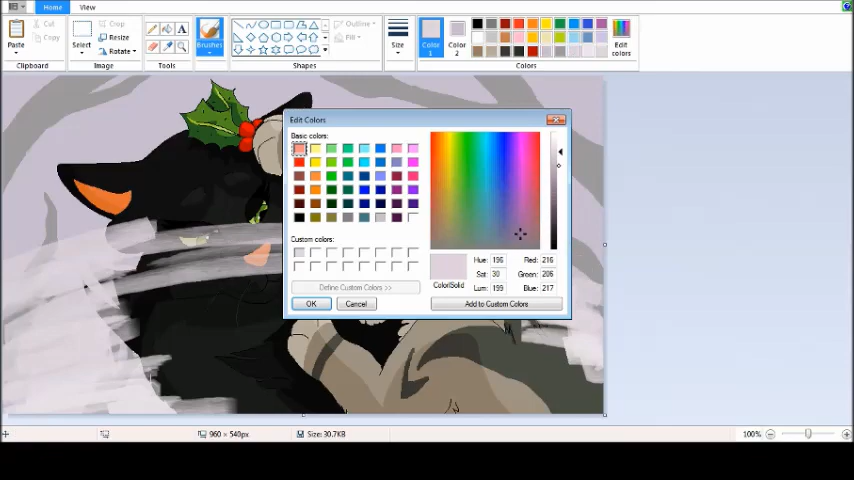 Home View
Cut
Crop
Outline
Copy
Resize
Fill
Paste Select Rotate Brushes Size Color 1 Color 2 Edit colors
Clipboard Image Tools Shapes Colors
Edit Colors
Basic colors:
Custom colors:
Hue: 196 Red: 216
Sat: 30 Green: 206
Color|Solid Lum: 199 Blue: 217
Define Custom Colors >>
OK Cancel Add to Custom Colors
960 × 540px Size: 30.7KB 100%